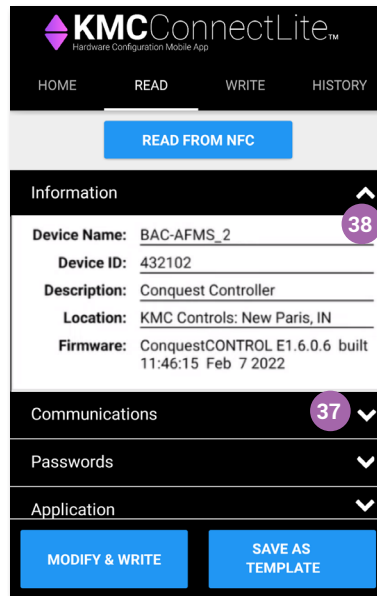 KMCConnectLite™
Hardware Configuration Mobile App
HOME READ WRITE HISTORY
READ FROM NFC
Information
38
Device Name: BAC-AFMS_2
Device ID: 432102
Description: Conquest Controller
Location: KMC Controls: New Paris, IN
Firmware: ConquestCONTROL E1.6.0.6 built
11:46:15 Feb 7 2022
Communications 37
Passwords
Application
MODIFY & WRITE
SAVE AS
TEMPLATE